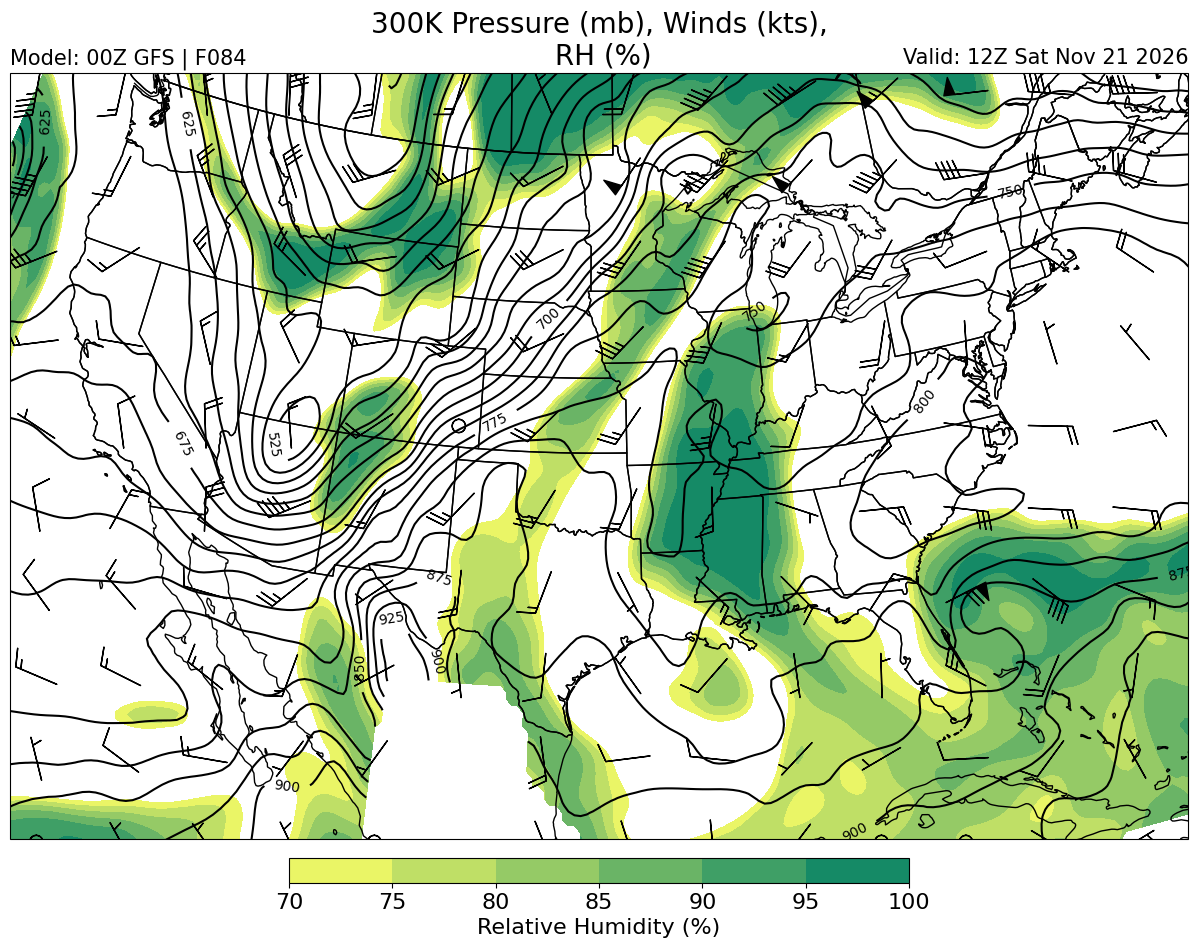 300K Pressure (mb), Winds (kts),
RH (%)
Model: 00Z GFS | F084
Valid: 12Z Sat Nov 21 2026
625
625
750
750
700
775
800
675
525
875
875
925
900
850
900
900
70 75 80 85 90 95 100
Relative Humidity (%)